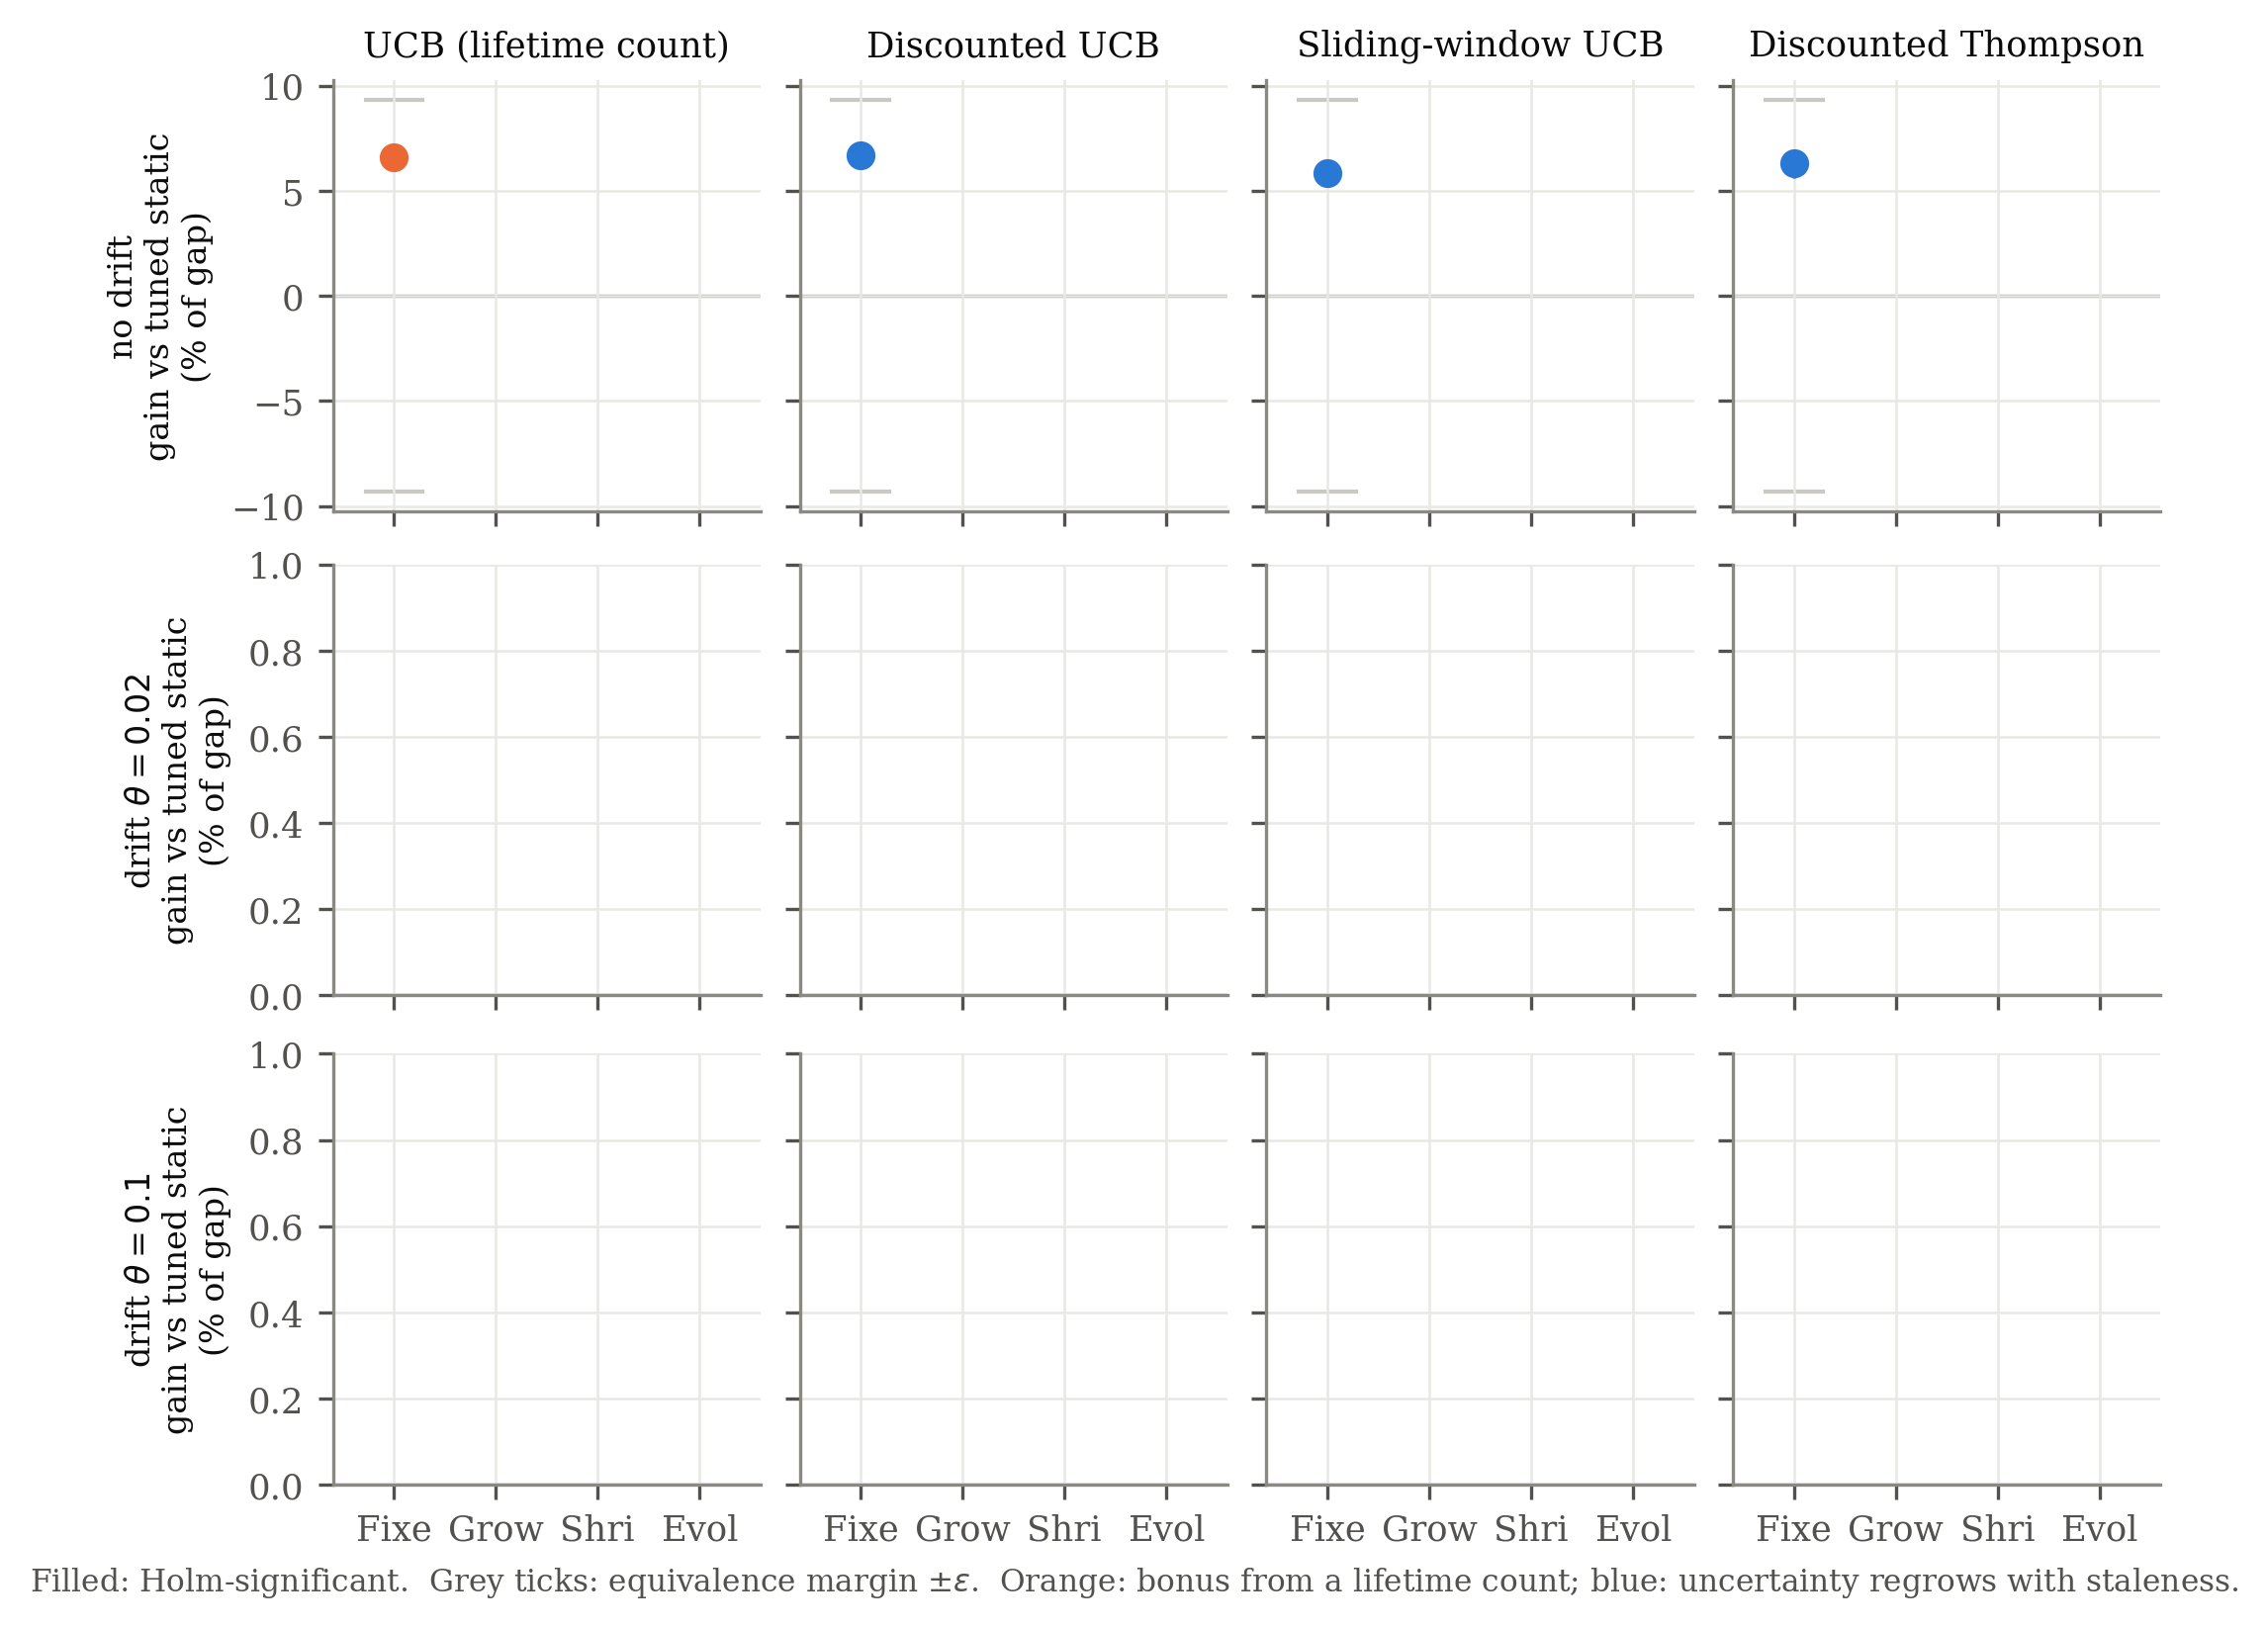 UCB (lifetime count)
Discounted UCB
Sliding-window UCB
Discounted Thompson
no drift
gain vs tuned static
(% of gap)
10
5
0
−5
−10
drift θ = 0.02
gain vs tuned static
(% of gap)
1.0
0.8
0.6
0.4
0.2
0.0
drift θ = 0.1
gain vs tuned static
(% of gap)
1.0
0.8
0.6
0.4
0.2
0.0
Fixe Grow Shri Evol
Fixe Grow Shri Evol
Fixe Grow Shri Evol
Fixe Grow Shri Evol
Filled: Holm-significant. Grey ticks: equivalence margin ±ε. Orange: bonus from a lifetime count; blue: uncertainty regrows with staleness.